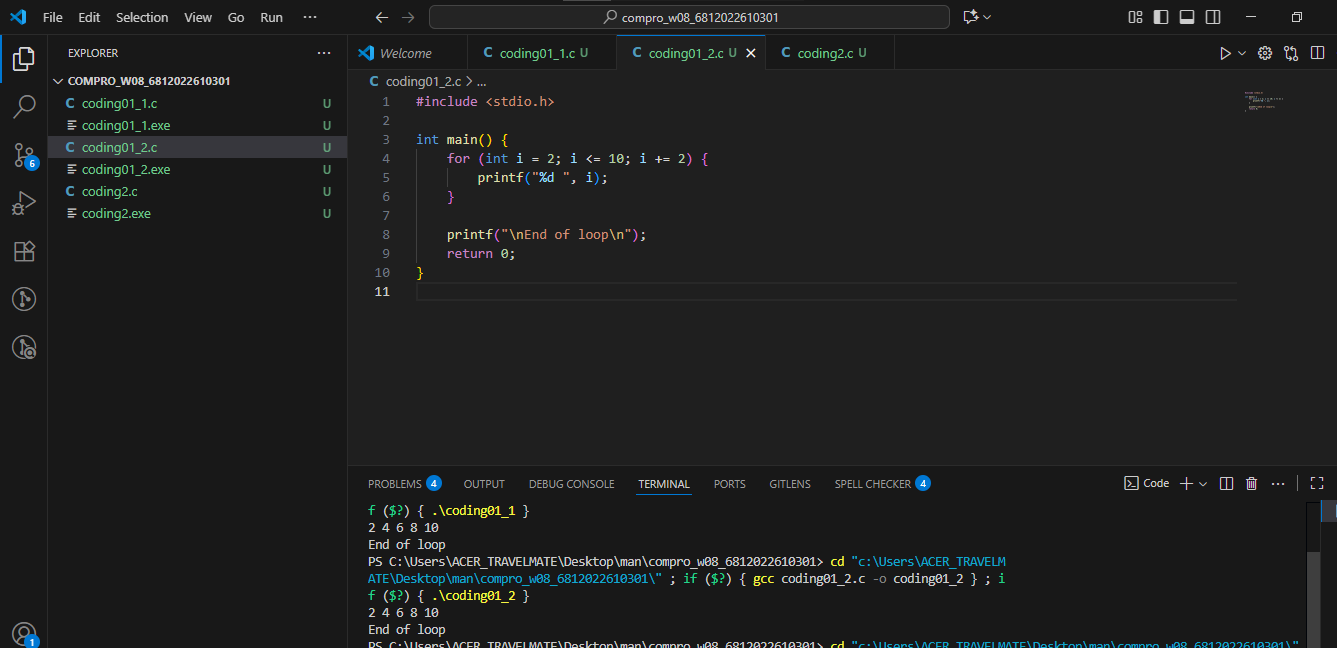 File Edit Selection View Go Run ··· compro_w08_6812022610301
EXPLORER ···
COMPRO_W08_6812022610301
coding01_1.c U
coding01_1.exe U
coding01_2.c U
coding01_2.exe U
coding2.c U
coding2.exe U
6
1
Welcome C coding01_1.c U C coding01_2.c U C coding2.c U
C coding01_2.c > ...
1 #include <stdio.h>
2
3 int main() {
4 for (int i = 2; i <= 10; i += 2) {
5 printf("%d ", i);
6 }
7
8 printf("\nEnd of loop\n");
9 return 0;
10 }
11
PROBLEMS 4 OUTPUT DEBUG CONSOLE TERMINAL PORTS GITLENS SPELL CHECKER 4 Code
f ($?) { .\coding01_1 }
2 4 6 8 10
End of loop
PS C:\Users\ACER_TRAVELMATE\Desktop\man\compro_w08_6812022610301> cd "c:\Users\ACER_TRAVELM
ATE\Desktop\man\compro_w08_6812022610301\" ; if ($?) { gcc coding01_2.c -o coding01_2 } ; i
f ($?) { .\coding01_2 }
2 4 6 8 10
End of loop
PS C:\Users\ACER_TRAVELMATE\Desktop\man\compro_w08_6812022610301> cd "c:\Users\ACER_TRAVELMATE\Desktop\man\compro_w08_6812022610301\"